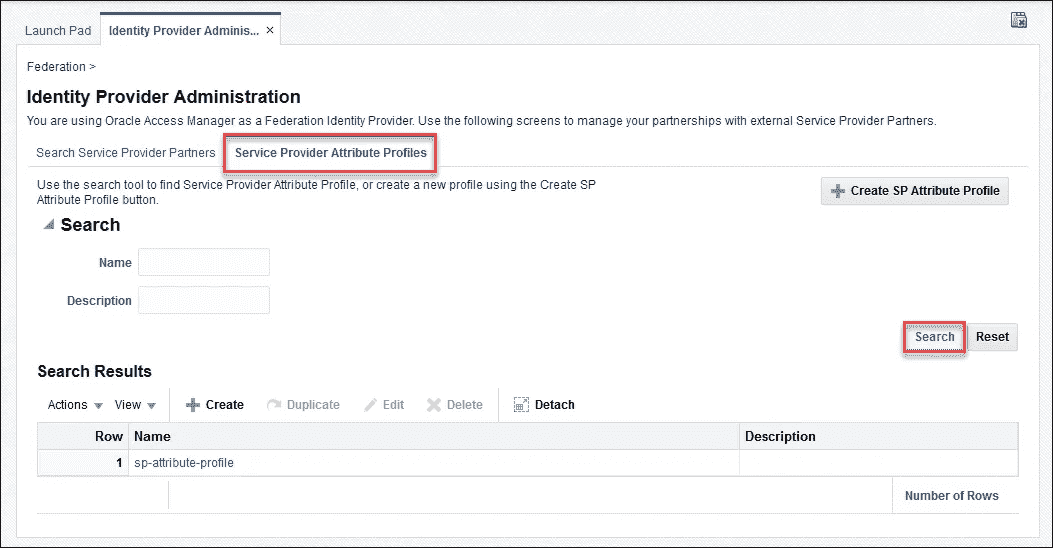 Launch Pad Identity Provider Adminis...
Federation >
Identity Provider Administration
You are using Oracle Access Manager as a Federation Identity Provider. Use the following screens to manage your partnerships with external Service Provider Partners.
Search Service Provider Partners Service Provider Attribute Profiles
Use the search tool to find Service Provider Attribute Profile, or create a new profile using the Create SP
Attribute Profile button.
Create SP Attribute Profile
Search
Name
Description
Search Reset
Search Results
Actions View Create Duplicate Edit Delete Detach
Row Name Description
1 sp-attribute-profile
Number of Rows